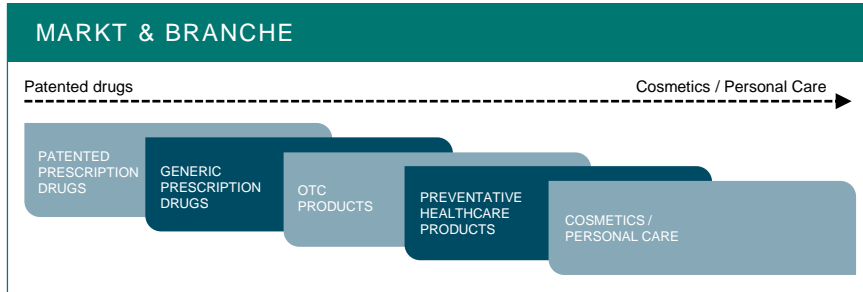 MARKT & BRANCHE
Patented drugs
Cosmetics / Personal Care
PATENTED
PRESCRIPTION
DRUGS
GENERIC
PRESCRIPTION
DRUGS
OTC
PRODUCTS
PREVENTATIVE
HEALTHCARE
PRODUCTS
COSMETICS /
PERSONAL CARE